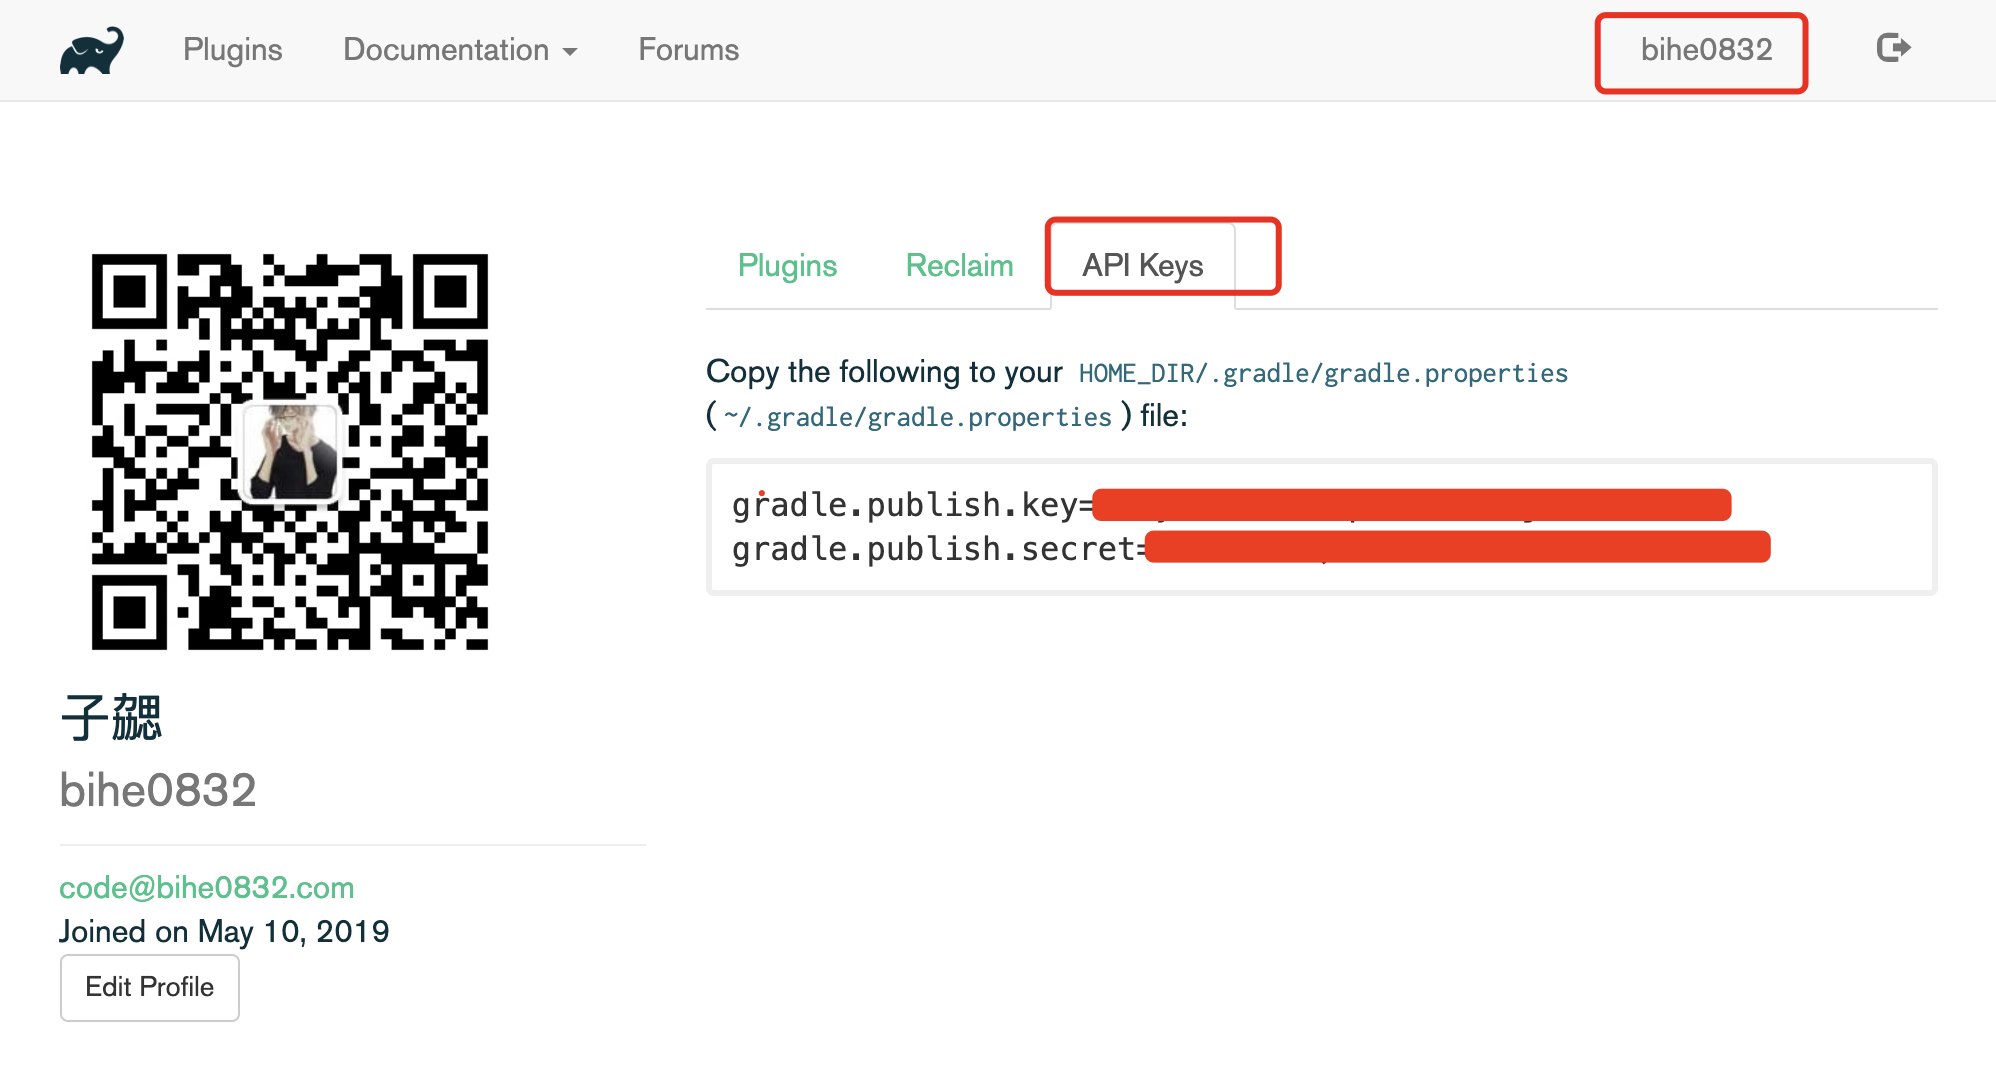 Plugins Documentation Forums bihe0832
Plugins Reclaim API Keys
Copy the following to your HOME_DIR/.gradle/gradle.properties
(~/.gradle/gradle.properties) file:
gradle.publish.key=
gradle.publish.secret=
子勰
bihe0832
code@bihe0832.com
Joined on May 10, 2019
Edit Profile